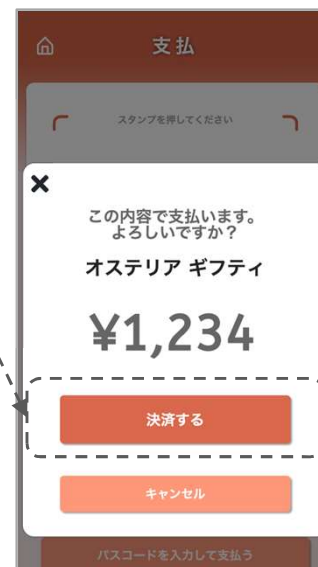 支払
スタンプを押してください
この内容で支払います。
よろしいですか？
オステリア ギフティ
¥1,234
決済する
キャンセル
パスコードを入力して支払う